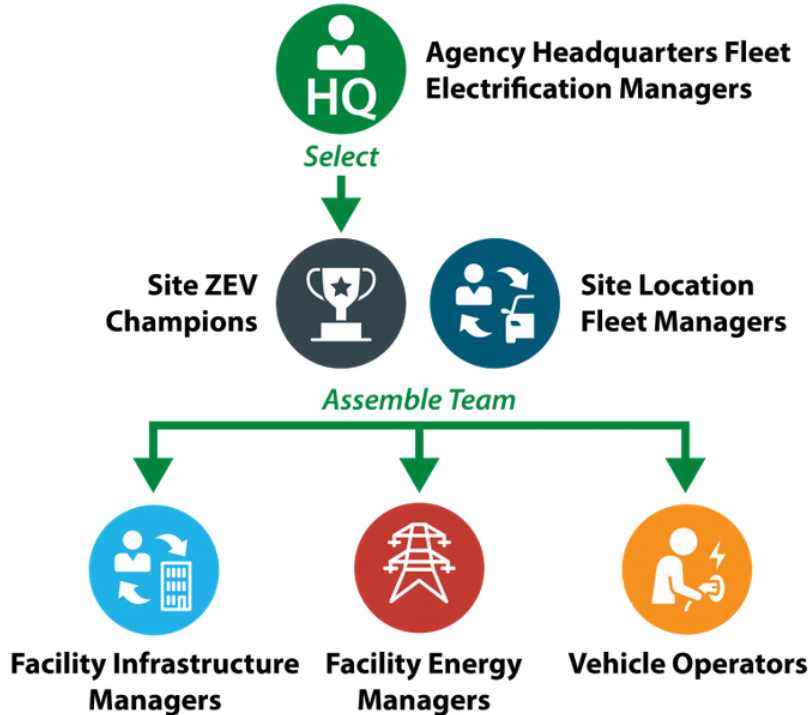 HQ
Agency Headquarters Fleet
Electrification Managers
Select
Site ZEV
Champions
Site Location
Fleet Managers
Assemble Team
Facility Infrastructure
Managers
Facility Energy
Managers
Vehicle Operators